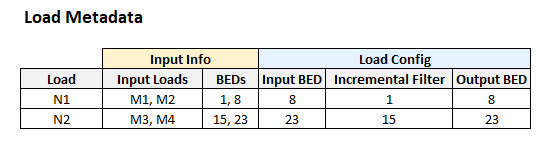 Load Metadata
Input Info Load Config
Load Input Loads BEDs Input BED Incremental Filter Output BED
N1 M1, M2 1, 8 8 1 8
N2 M3, M4 15, 23 23 15 23